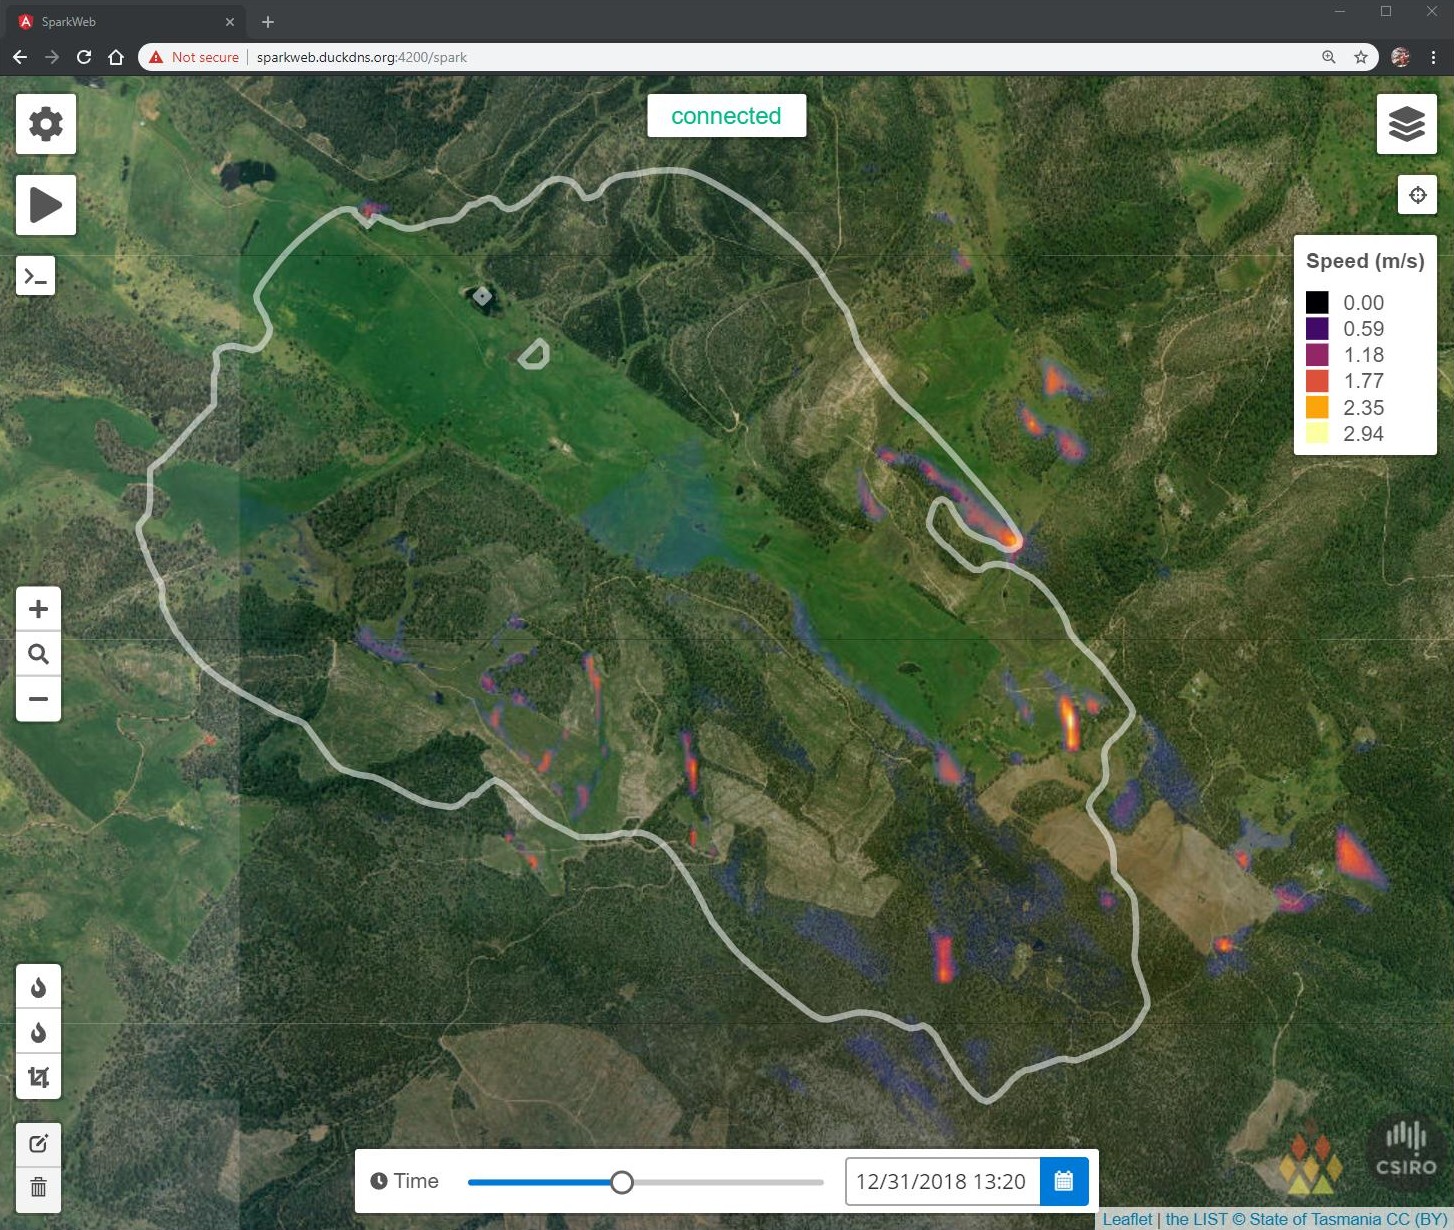 SparkWeb
Not secure
sparkweb.duckdns.org:4200/spark
connected
Speed (m/s)
0.00
0.59
1.18
1.77
2.35
2.94
Time
12/31/2018 13:20
CSIRO
Leaflet | the LIST © State of Tasmania CC (BY)